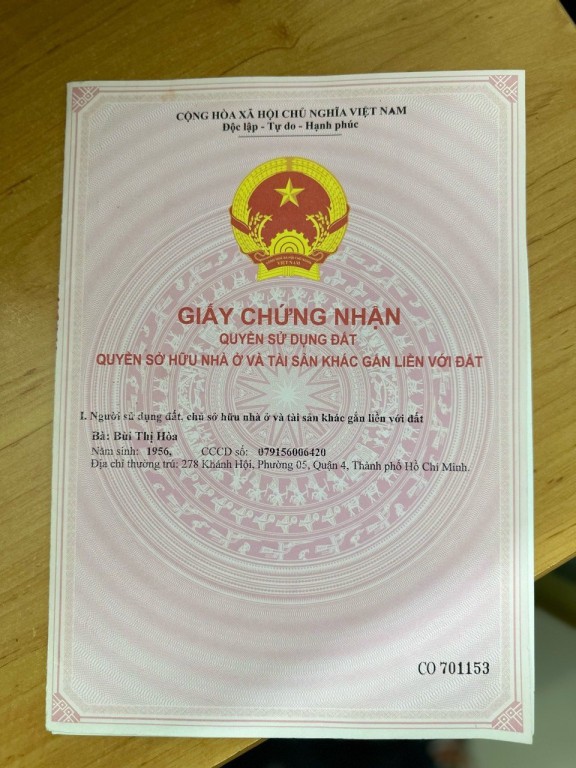 CỘNG HÒA XÃ HỘI CHỦ NGHĨA VIỆT NAM
Độc lập - Tự do - Hạnh phúc
GIẤY CHỨNG NHẬN
QUYỀN SỬ DỤNG ĐẤT
QUYỀN SỞ HỮU NHÀ Ở VÀ TÀI SẢN KHÁC GẮN LIỀN VỚI ĐẤT
I. Người sử dụng đất, chủ sở hữu nhà ở và tài sản khác gắn liền với đất
Bà: Bùi Thị Hòa
Năm sinh: 1956, CCCD số: 079156006420
Địa chỉ thường trú: 278 Khánh Hội, Phường 05, Quận 4, Thành phố Hồ Chí Minh.
CO 701153